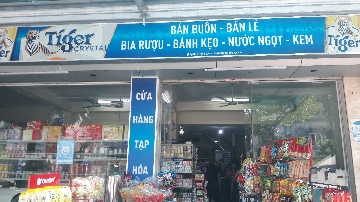 Tiger
CRYSTAL
BÁN BUÔN - BÁN LẺ
BIA RƯỢU - BÁNH KẸO - NƯỚC NGỌT - KEM
Tiger
CỬA
HÀNG
TẠP
HÓA